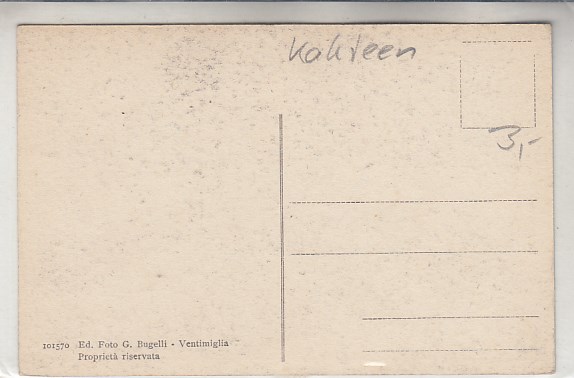 Kakteen
3,-
101570 Ed. Foto G. Bugelli - Ventimiglia
Proprietà riservata